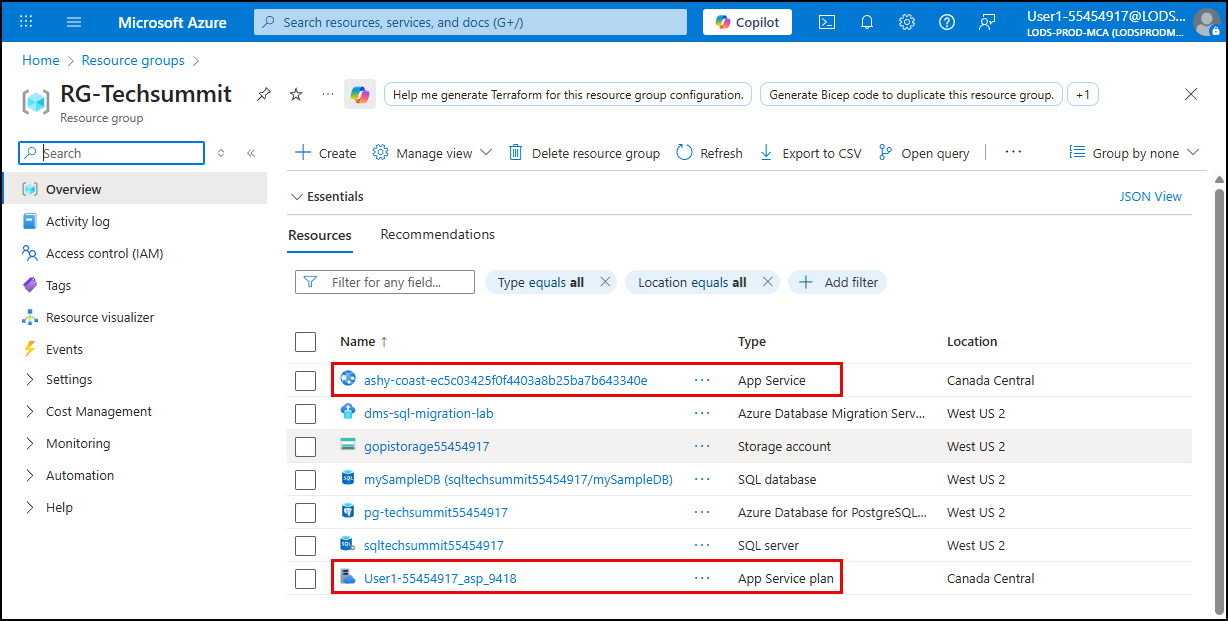 Microsoft Azure
Search resources, services, and docs (G+/)
Copilot
User1-55454917@LODS...
LODS-PROD-MCA (LODSPRODM...
Home > Resource groups >
RG-Techsummit
Resource group
Help me generate Terraform for this resource group configuration.
Generate Bicep code to duplicate this resource group.
+1
Search
Create
Manage view
Delete resource group
Refresh
Export to CSV
Open query
Group by none
Overview
Activity log
Access control (IAM)
Tags
Resource visualizer
Events
Settings
Cost Management
Monitoring
Automation
Help
Essentials
JSON View
Resources
Recommendations
Filter for any field...
Type equals all
Location equals all
Add filter
Name ↑ Type Location
ashy-coast-ec5c03425f0f4403a8b25ba7b643340e ... App Service Canada Central
dms-sql-migration-lab ... Azure Database Migration Serv... West US 2
gopistorage55454917 ... Storage account West US 2
mySampleDB (sqltechsummit55454917/mySampleDB) ... SQL database West US 2
pg-techsummit55454917 ... Azure Database for PostgreSQL... West US 2
sqltechsummit55454917 ... SQL server West US 2
User1-55454917_asp_9418 ... App Service plan Canada Central